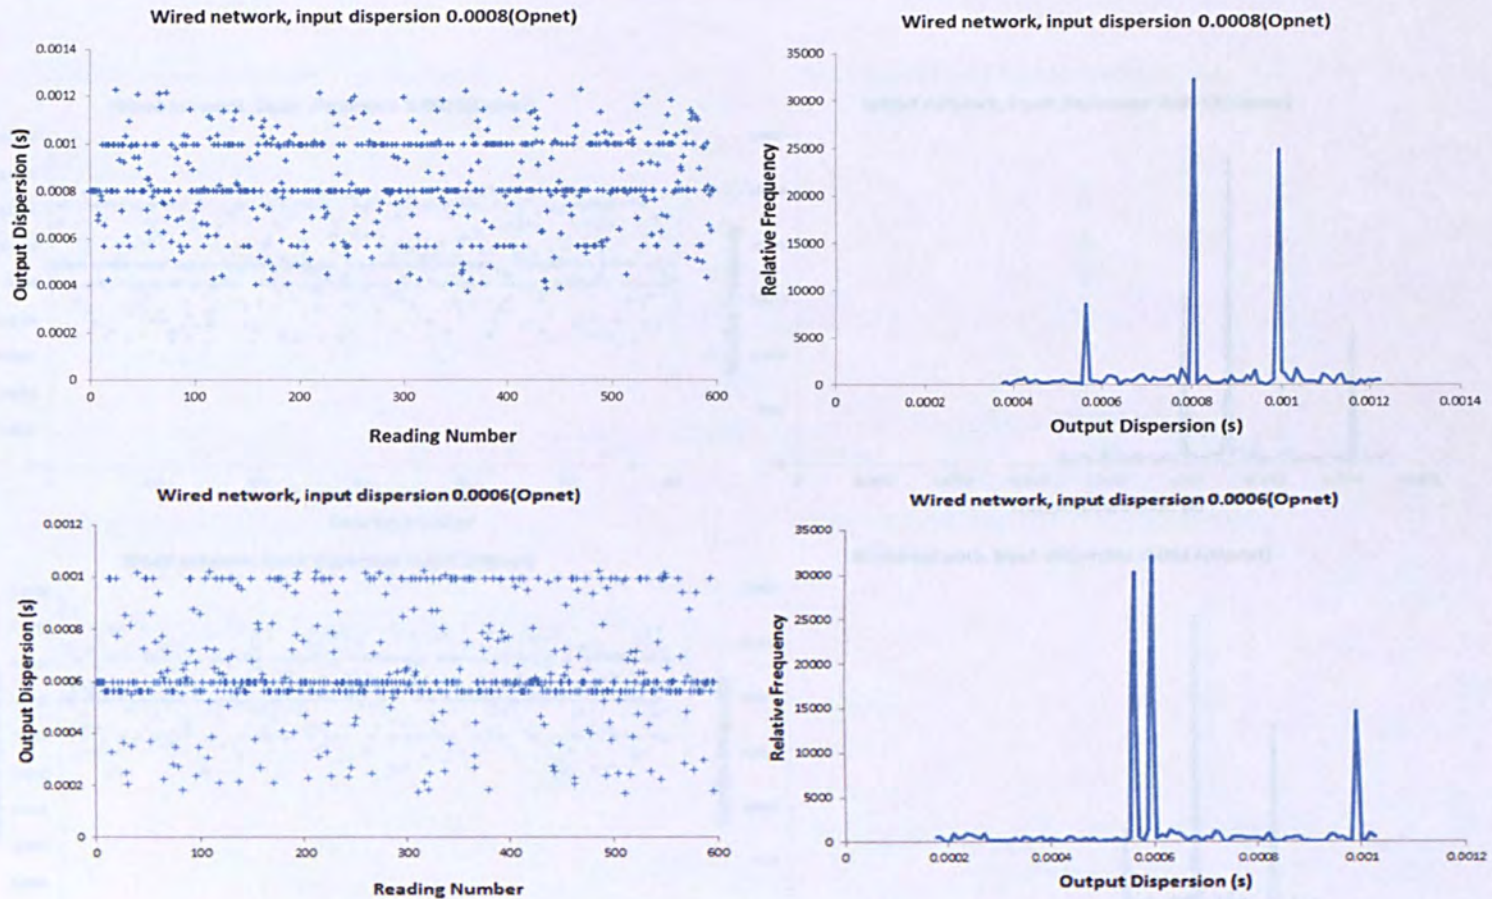 Wired network, input dispersion 0.0008(Opnet)
0.0014
0.0012
0.001
0.0008
0.0006
0.0004
0.0002
0
0 100 200 300 400 500 600
Output Dispersion (s)
Reading Number
Wired network, input dispersion 0.0008(Opnet)
35000
30000
25000
20000
15000
10000
5000
0
0 0.0002 0.0004 0.0006 0.0008 0.001 0.0012 0.0014
Relative Frequency
Output Dispersion (s)
Wired network, input dispersion 0.0006(Opnet)
0.0012
0.001
0.0008
0.0006
0.0004
0.0002
0
0 100 200 300 400 500 600
Output Dispersion (s)
Reading Number
Wired network, input dispersion 0.0006(Opnet)
35000
30000
25000
20000
15000
10000
5000
0
0 0.0002 0.0004 0.0006 0.0008 0.001 0.0012
Relative Frequency
Output Dispersion (s)